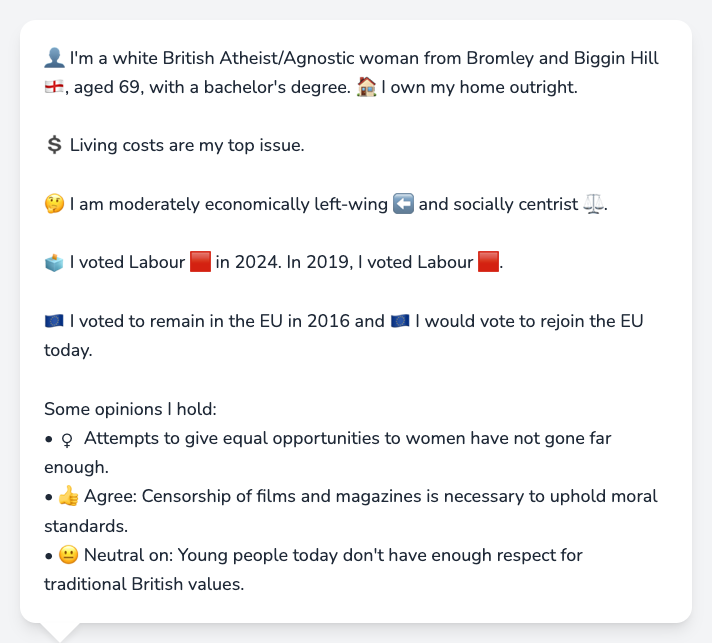 👤 I'm a white British Atheist/Agnostic woman from Bromley and Biggin Hill
🏴󠁧󠁢󠁥󠁮󠁧󠁿, aged 69, with a bachelor's degree. 🏠 I own my home outright.
💲 Living costs are my top issue.
🤔 I am moderately economically left-wing ⬅️ and socially centrist ⚖️.
🗳️ I voted Labour 🟥 in 2024. In 2019, I voted Labour 🟥.
🇪🇺 I voted to remain in the EU in 2016 and 🇪🇺 I would vote to rejoin the EU
today.
Some opinions I hold:
• ♀ Attempts to give equal opportunities to women have not gone far
enough.
• 👍 Agree: Censorship of films and magazines is necessary to uphold moral
standards.
• 😐 Neutral on: Young people today don't have enough respect for
traditional British values.